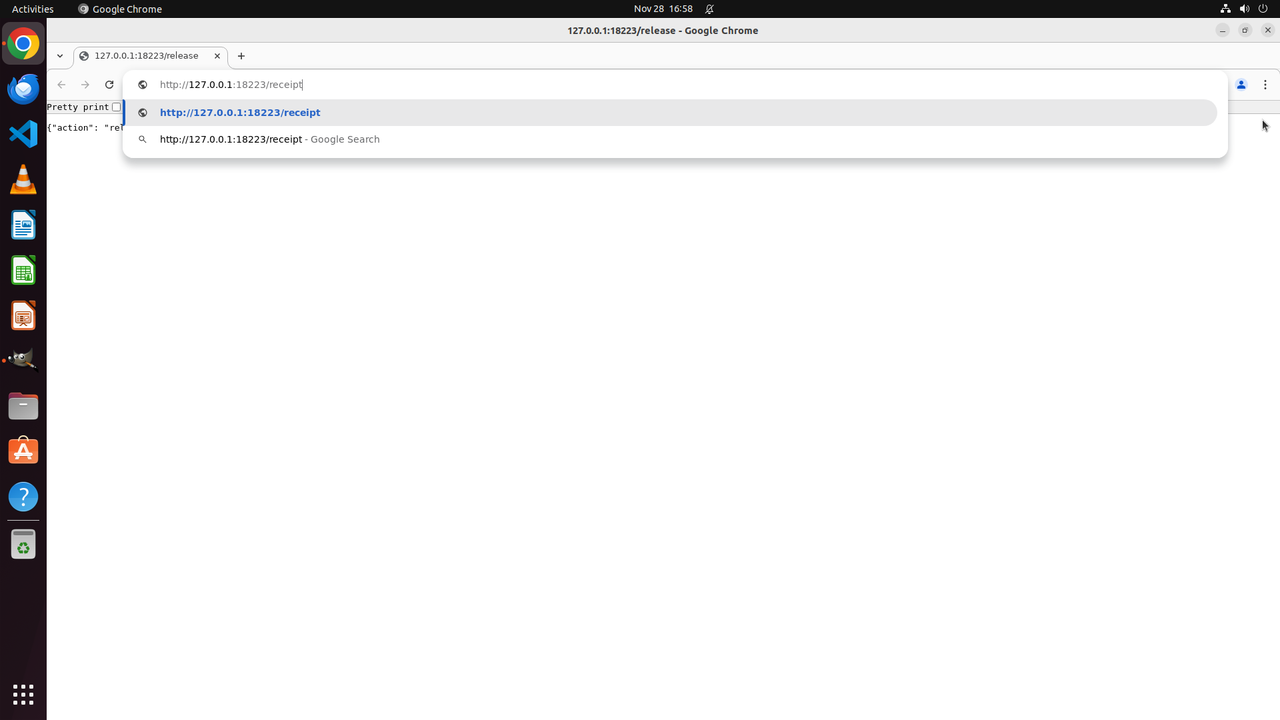 Activities
Google Chrome
Nov 28 16:58
127.0.0.1:18223/release - Google Chrome
127.0.0.1:18223/release
http://127.0.0.1:18223/receipt
Pretty print
http://127.0.0.1:18223/receipt
{"action": "rel
http://127.0.0.1:18223/receipt - Google Search